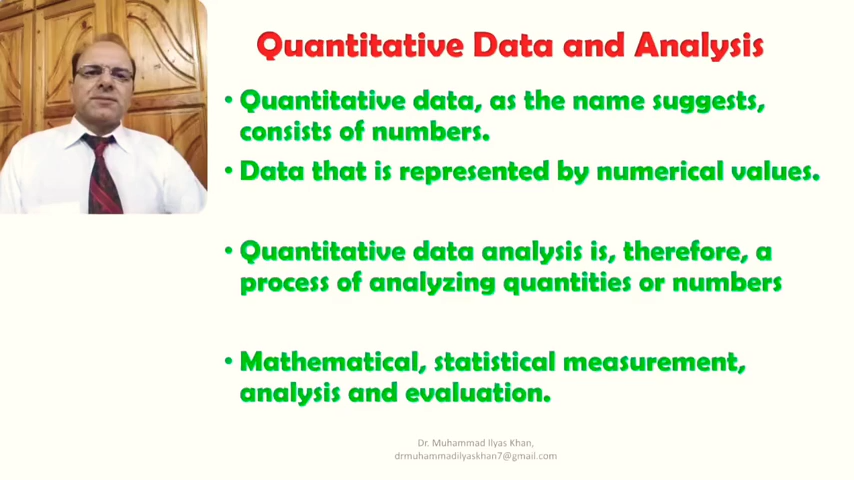 Quantitative Data and Analysis
• Quantitative data, as the name suggests,
consists of numbers.
• Data that is represented by numerical values.
• Quantitative data analysis is, therefore, a
process of analyzing quantities or numbers
• Mathematical, statistical measurement,
analysis and evaluation.
Dr. Muhammad Ilyas Khan,
drmuhammadilyaskhan7@gmail.com